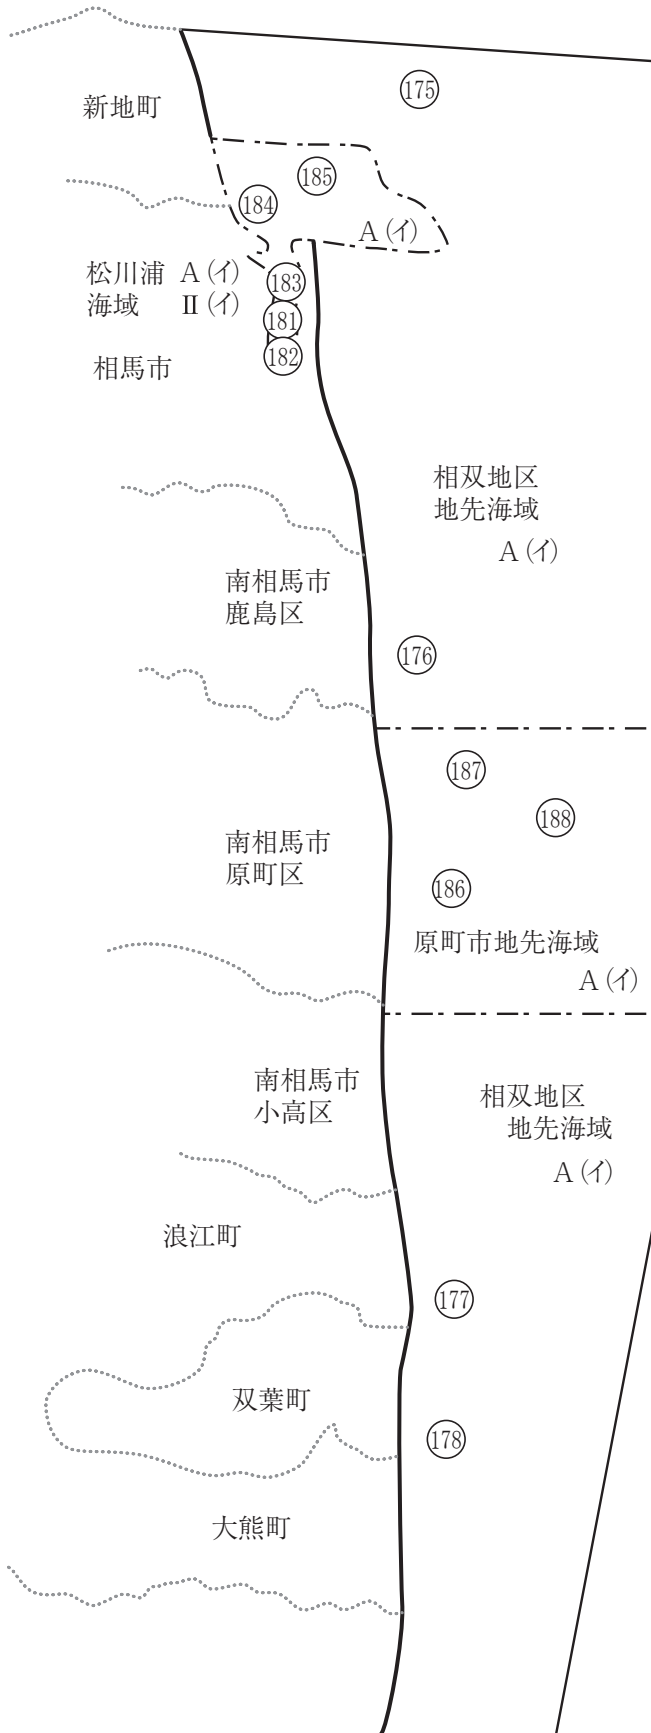 175
新地町
185
184
A (イ)
松川浦 A (イ)
海域 II (イ)
183
181
182
相馬市
相双地区
地先海域
A (イ)
南相馬市
鹿島区
176
187
188
南相馬市
原町区
186
原町市地先海域
A (イ)
南相馬市
小高区
相双地区
地先海域
A (イ)
浪江町
177
双葉町
178
大熊町